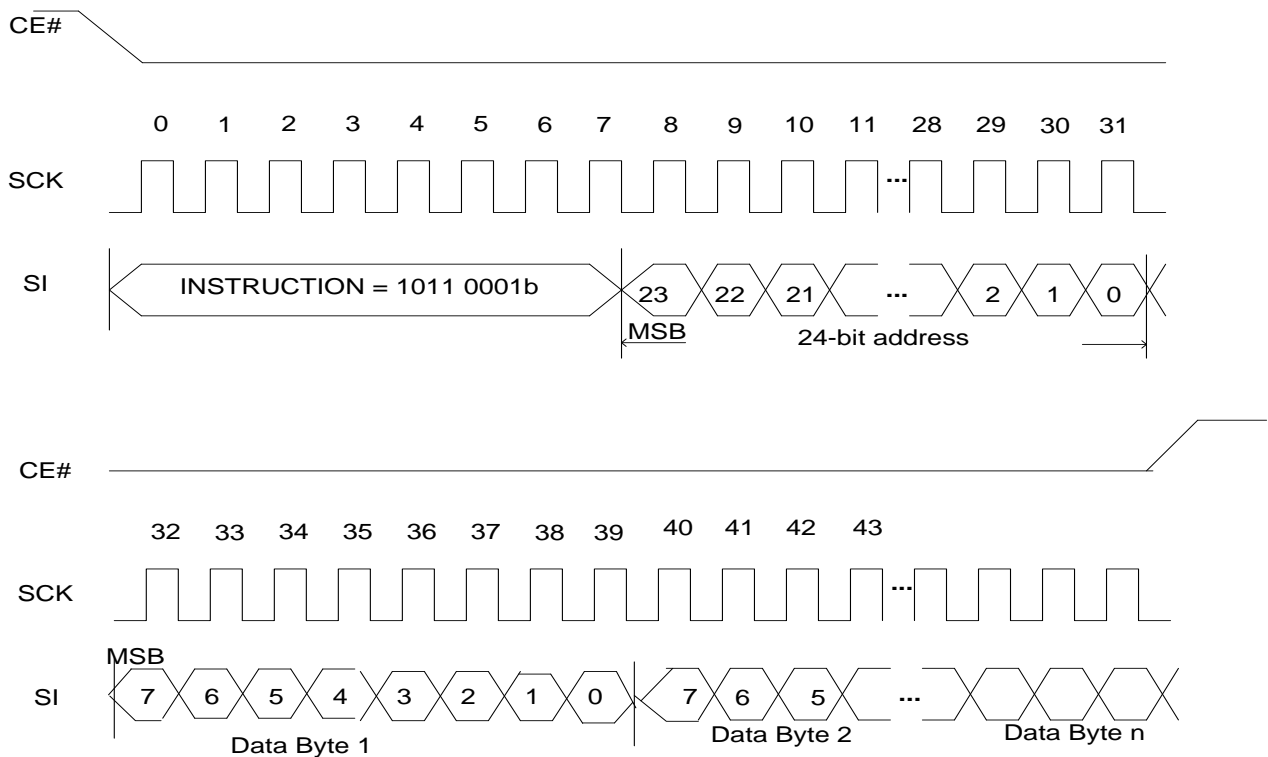 CE#
0 1 2 3 4 5 6 7 8 9 10 11 28 29 30 31
SCK ...
SI INSTRUCTION = 1011 0001b 23 22 21 ... 2 1 0
MSB 24-bit address
CE#
32 33 34 35 36 37 38 39 40 41 42 43
SCK ...
MSB
SI 7 6 5 4 3 2 1 0 7 6 5 ...
Data Byte 1 Data Byte 2 Data Byte n